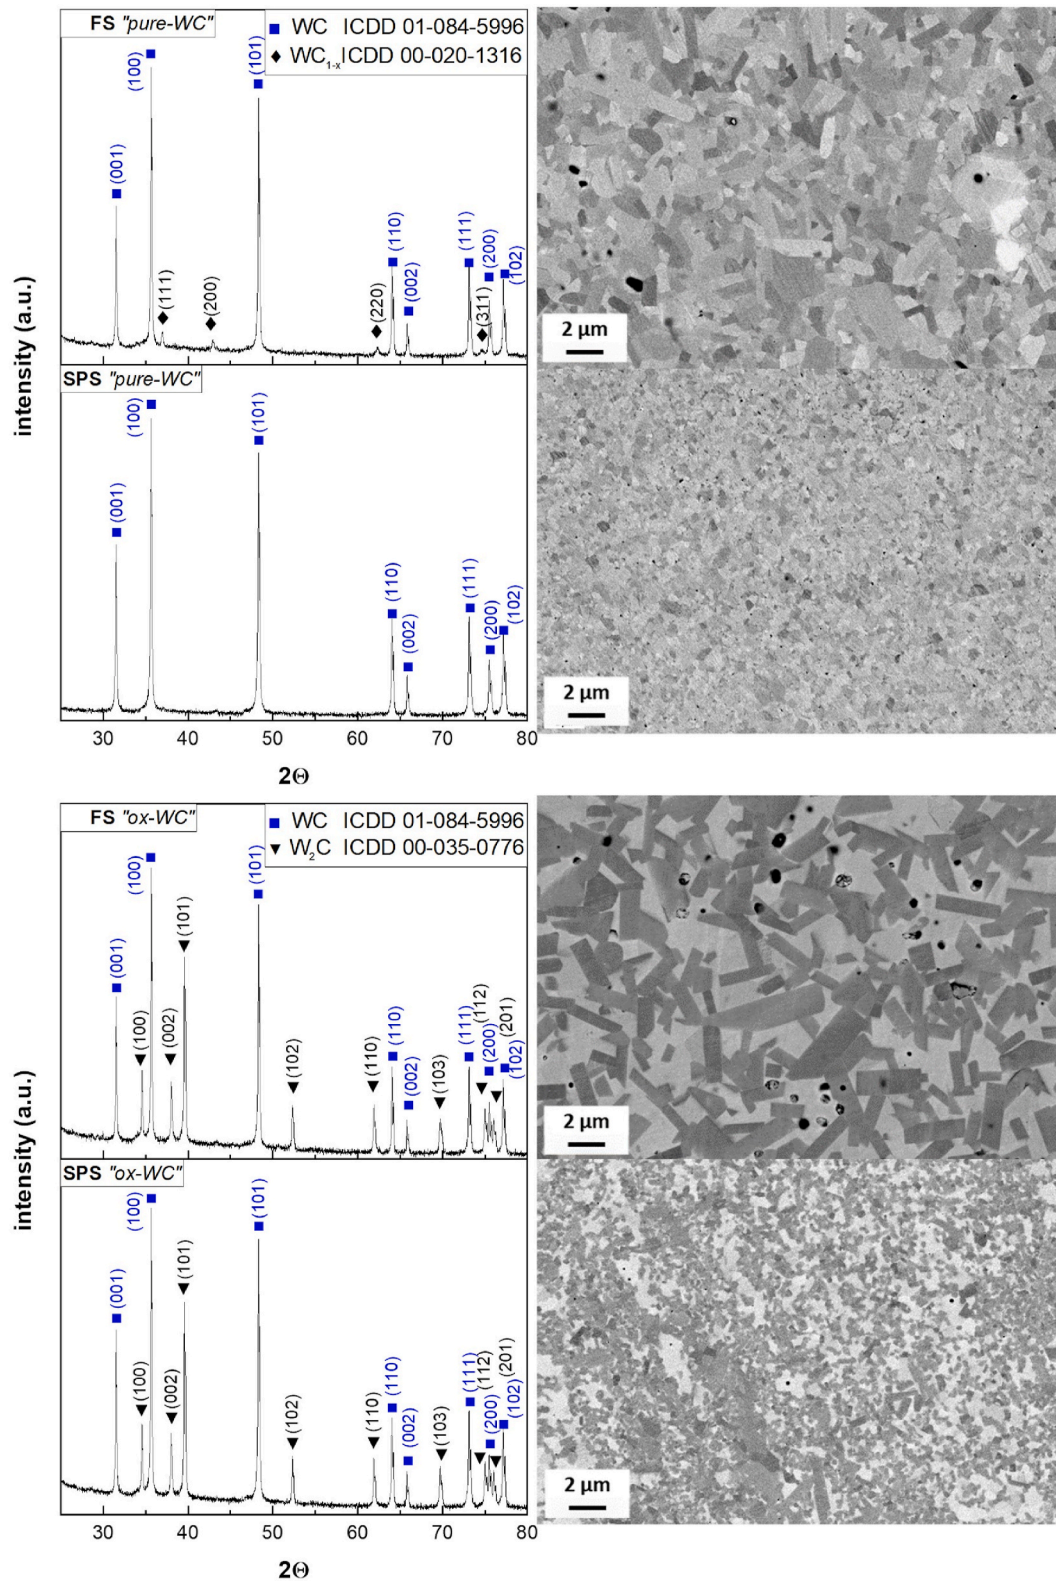 FS "pure-WC"
■ WC ICDD 01-084-5996
◆ WC1-x ICDD 00-020-1316
(001)
(100)
(111)
(200)
(101)
(220)
(110)
(002)
(111)
(311)
(200)
(102)
intensity (a.u.)
2 µm
SPS "pure-WC"
(001)
(100)
(101)
(110)
(002)
(111)
(200)
(102)
2 µm
30 40 50 60 70 80
2Θ
FS "ox-WC"
■ WC ICDD 01-084-5996
▼ W2C ICDD 00-035-0776
(001)
(100)
(100)
(002)
(101)
(101)
(102)
(110)
(110)
(002)
(103)
(111)
(112)
(200)
(201)
(102)
intensity (a.u.)
2 µm
SPS "ox-WC"
(001)
(100)
(100)
(002)
(101)
(101)
(102)
(110)
(110)
(002)
(103)
(111)
(112)
(200)
(201)
(102)
2 µm
30 40 50 60 70 80
2Θ